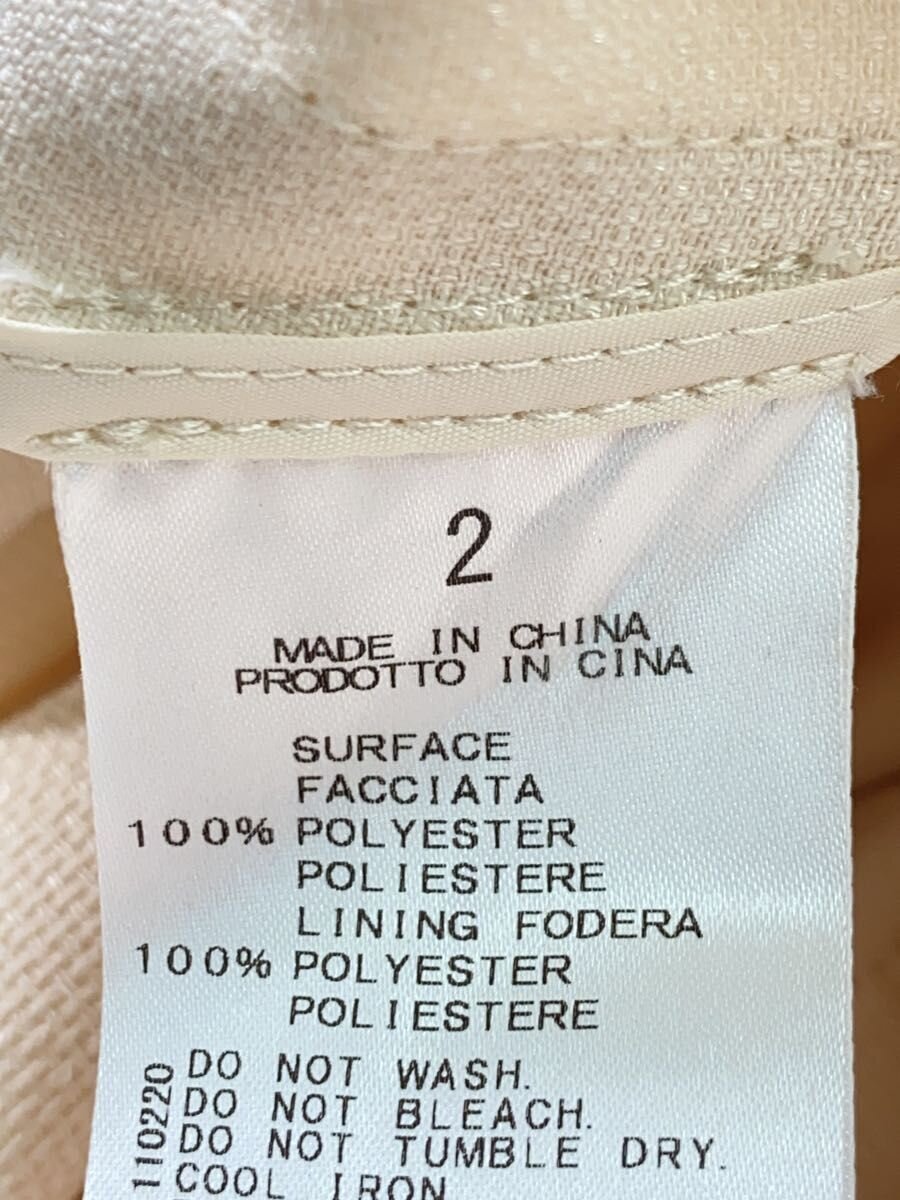 2
MADE IN CHINA
PRODOTTO IN CINA
SURFACE
FACCIATA
100% POLYESTER
POLIESTERE
LINING FODERA
100% POLYESTER
POLIESTERE
DO NOT WASH.
DO NOT BLEACH.
DO NOT TUMBLE DRY.
COOL IRON
110220